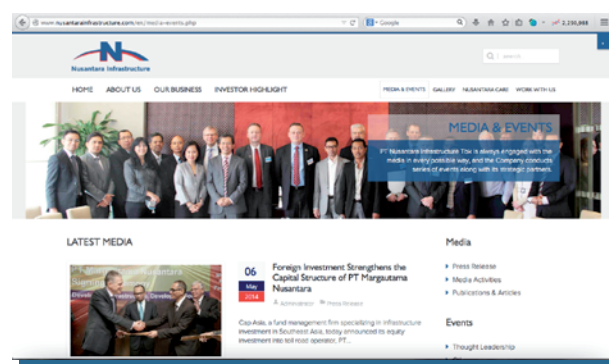 www.nusantarainfrastructure.com/en/media-events.php
Google
2,230,868
Nusantara Infrastructure
search
HOME ABOUT US OUR BUSINESS INVESTOR HIGHLIGHT
MEDIA & EVENTS GALLERY NUSANTARA CARE WORK WITH US
MEDIA & EVENTS
PT Nusantara Infrastructure Tbk is always engaged with the
media in every possible way, and the Company conducts
series of events along with its strategic partners.
LATEST MEDIA
06
May
2014
Foreign Investment Strengthens the
Capital Structure of PT Margautama
Nusantara
Administrator Press Release
Cap-Asia, a fund management firm specializing in infrastructure
investment in Southeast Asia, today announced its equity
investment into toll road operator, PT...
Media
Press Release
Media Activities
Publications & Articles
Events
Thought Leadership